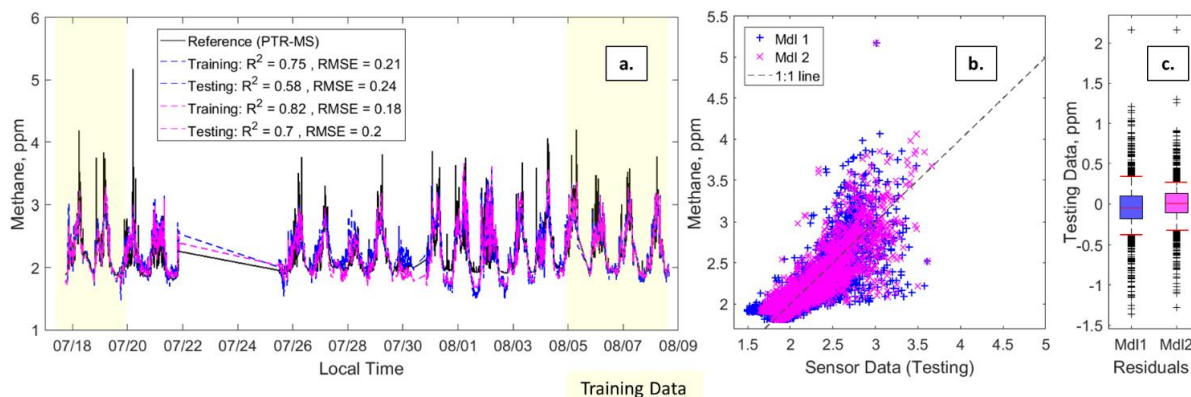 Reference (PTR-MS)
Training: R² = 0.75 , RMSE = 0.21
Testing: R² = 0.58 , RMSE = 0.24
Training: R² = 0.82 , RMSE = 0.18
Testing: R² = 0.7 , RMSE = 0.2
a.
Methane, ppm
6
5
4
3
2
1
07/18 07/20 07/22 07/24 07/26 07/28 07/30 08/01 08/03 08/05 08/07 08/09
Local Time
Training Data
Mdl 1
Mdl 2
1:1 line
b.
Methane, ppm
5.5
5
4.5
4
3.5
3
2.5
2
1.5 2 2.5 3 3.5 4 4.5 5
Sensor Data (Testing)
c.
Testing Data, ppm
2
1.5
1
0.5
0
-0.5
-1
-1.5
Mdl1 Mdl2
Residuals